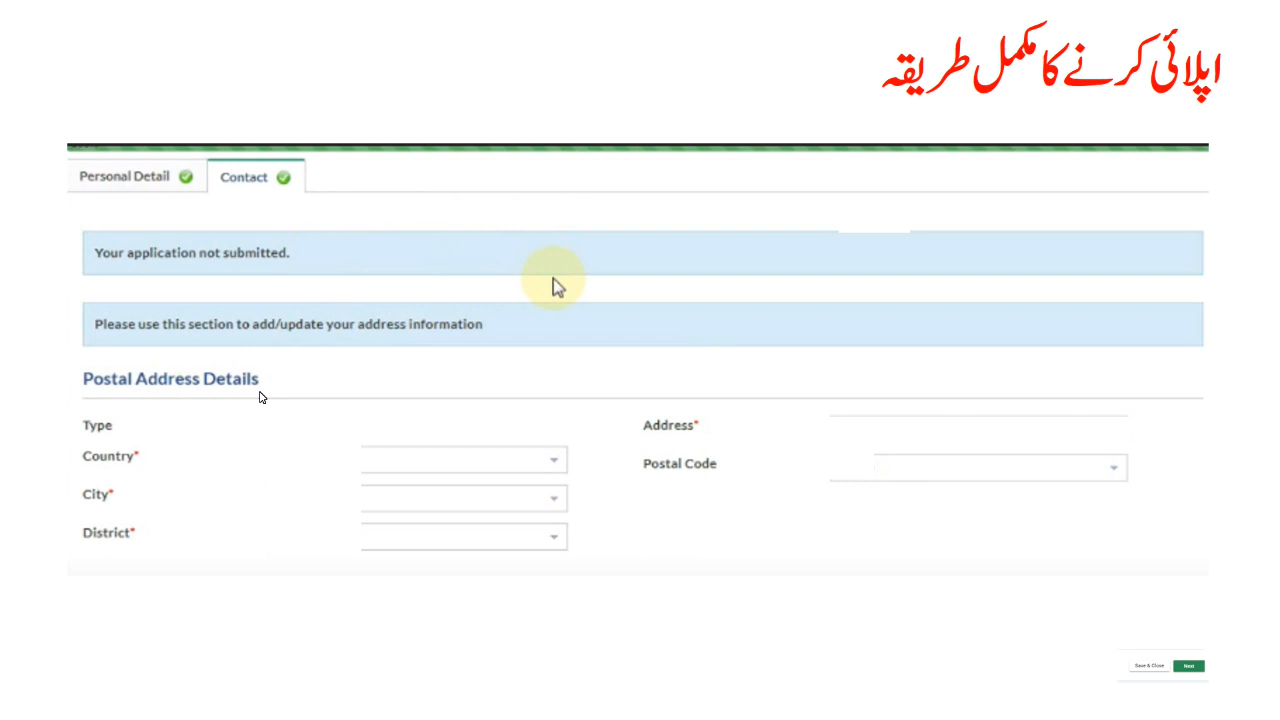 اپلائی کرنے کا مکمل طریقہ
Personal Detail
Contact
Your application not submitted.
Please use this section to add/update your address information
Postal Address Details
Type
Address*
Country*
Postal Code
City*
District*
Save & Close
Next